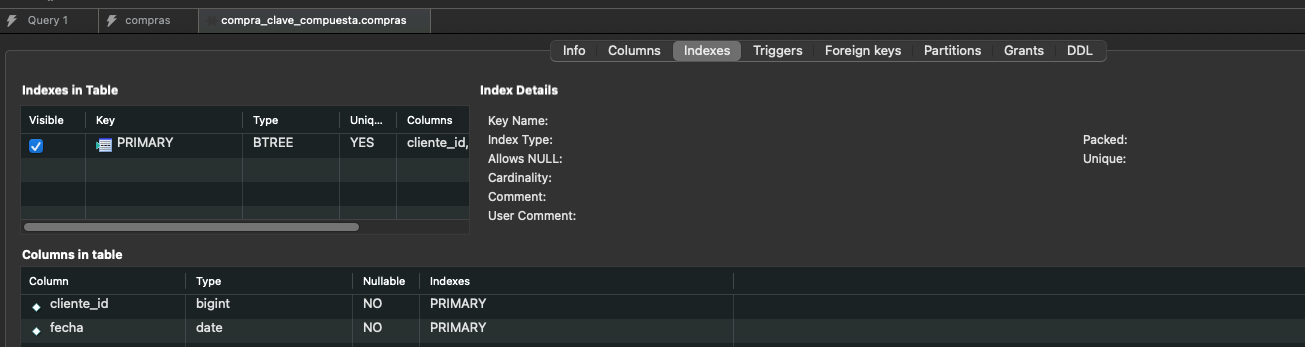 Query 1 compras compra_clave_compuesta.compras
Info Columns Indexes Triggers Foreign keys Partitions Grants DDL
Indexes in Table
Visible Key Type Uniq... Columns
PRIMARY BTREE YES cliente_id,
Index Details
Key Name:
Index Type: Packed:
Allows NULL: Unique:
Cardinality:
Comment:
User Comment:
Columns in table
Column Type Nullable Indexes
cliente_id bigint NO PRIMARY
fecha date NO PRIMARY